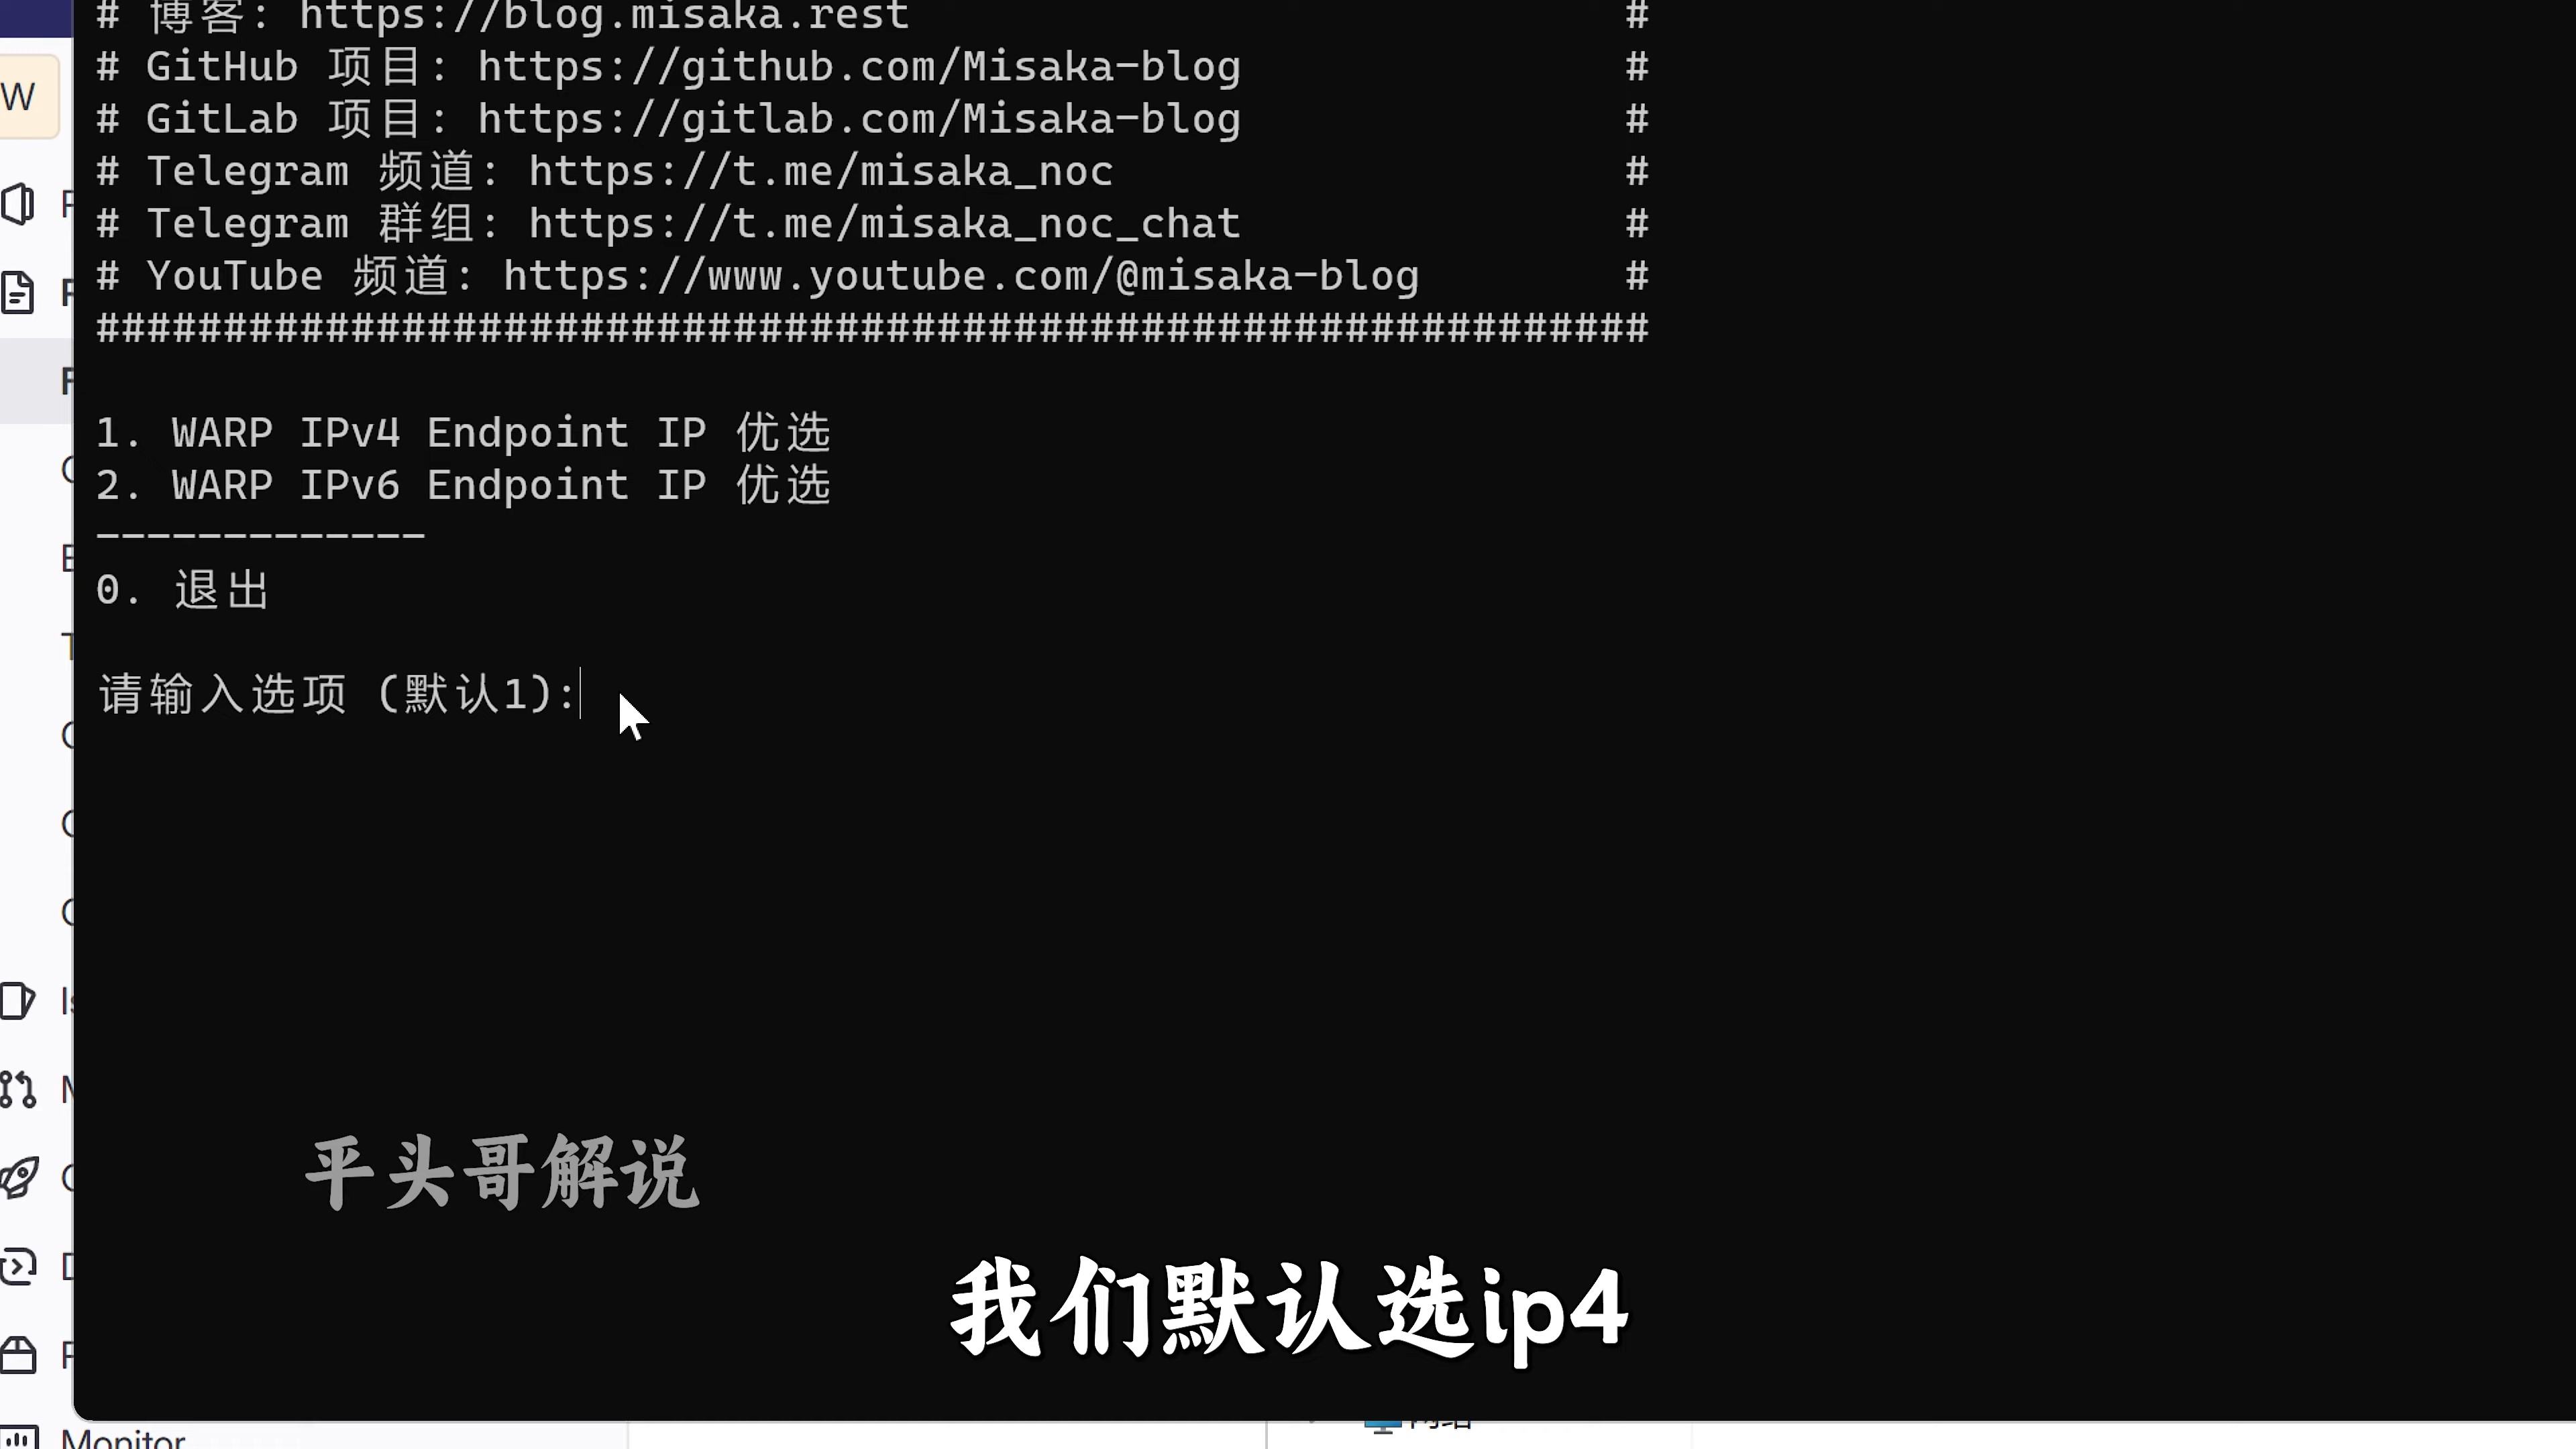 # 博客: https://blog.misaka.rest #
# GitHub 项目: https://github.com/Misaka-blog #
# GitLab 项目: https://gitlab.com/Misaka-blog #
# Telegram 频道: https://t.me/misaka_noc #
# Telegram 群组: https://t.me/misaka_noc_chat #
# YouTube 频道: https://www.youtube.com/@misaka-blog #
#############################################################
1. WARP IPv4 Endpoint IP 优选
2. WARP IPv6 Endpoint IP 优选
-------------
0. 退出
请输入选项 (默认1):
平头哥解说
我们默认选ip4
W
Monitor
网络